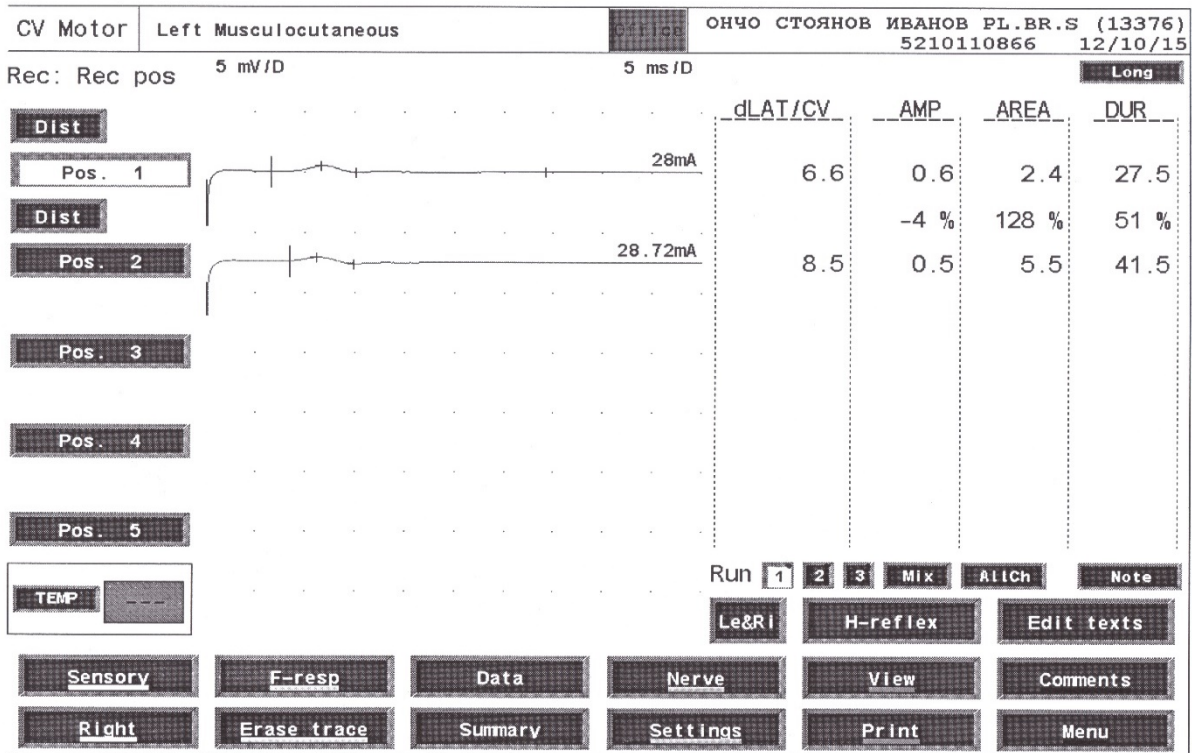 CV Motor
Left Musculocutaneous
Office
ОНЧО СТОЯНОВ ИВАНОВ PL.BR.S (13376)
5210110866 12/10/15
Rec: Rec pos
5 mV/D
5 ms/D
Long
dLAT/CV AMP AREA DUR
Dist
Pos. 1
28mA
6.6 0.6 2.4 27.5
Dist
-4 % 128 % 51 %
Pos. 2
28.72mA
8.5 0.5 5.5 41.5
Pos. 3
Pos. 4
Pos. 5
Run 1 2 3 Mix AllCh Note
TEMP ---
Le&Ri H-reflex Edit texts
Sensory F-resp Data Nerve View Comments
Right Erase trace Summary Settings Print Menu